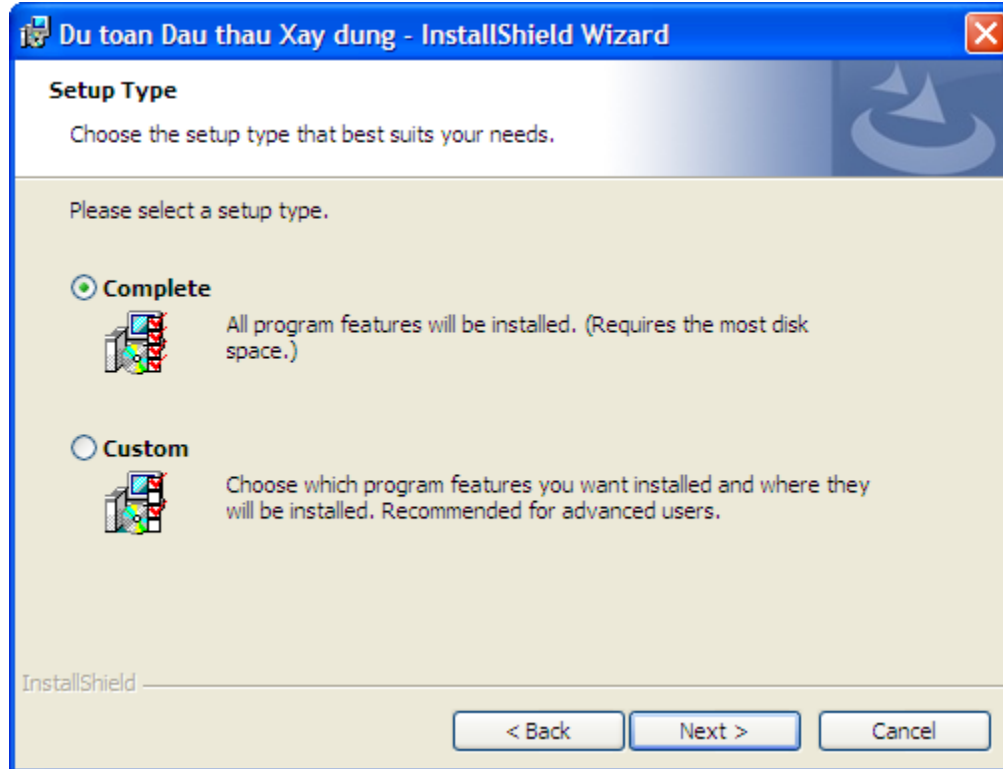 Du toan Dau thau Xay dung - InstallShield Wizard
Setup Type
Choose the setup type that best suits your needs.
Please select a setup type.
Complete
All program features will be installed. (Requires the most disk
space.)
Custom
Choose which program features you want installed and where they
will be installed. Recommended for advanced users.
InstallShield
< Back
Next >
Cancel